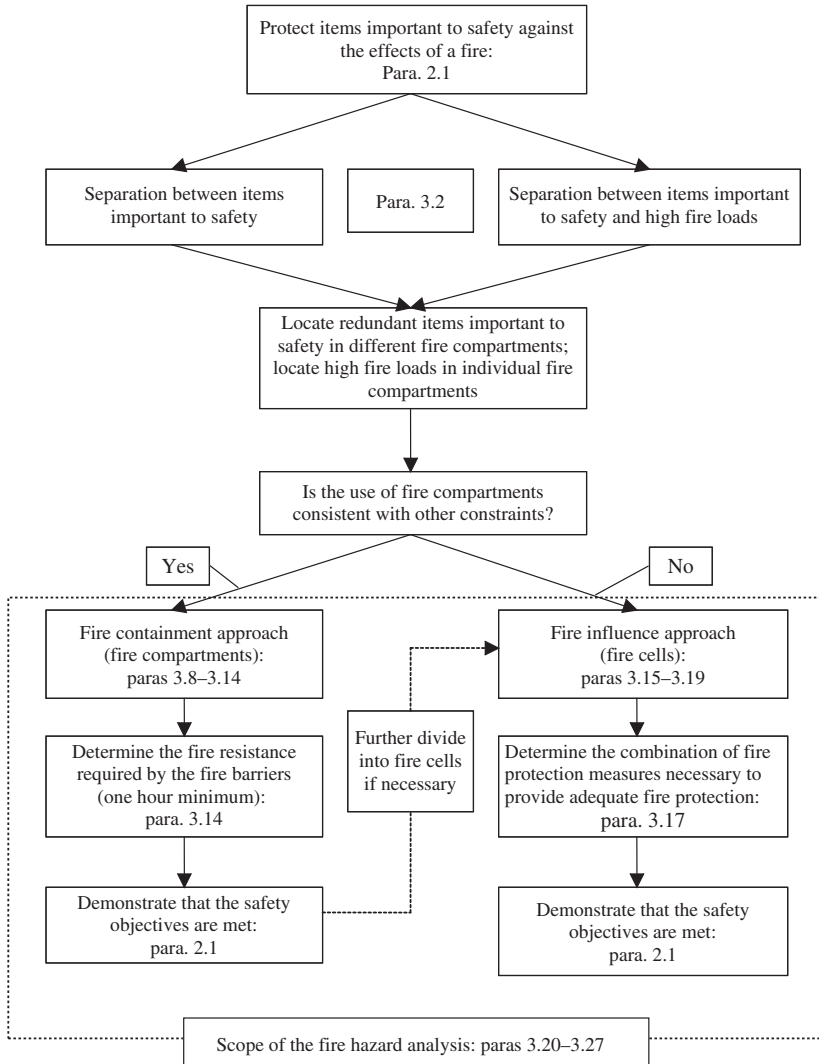 Protect items important to safety against
the effects of a fire:
Para. 2.1
Separation between items
important to safety
Para. 3.2
Separation between items important
to safety and high fire loads
Locate redundant items important to
safety in different fire compartments;
locate high fire loads in individual fire
compartments
Is the use of fire compartments
consistent with other constraints?
Yes
No
Fire containment approach
(fire compartments):
paras 3.8–3.14
Fire influence approach
(fire cells):
paras 3.15–3.19
Determine the fire resistance
required by the fire barriers
(one hour minimum):
para. 3.14
Further divide
into fire cells
if necessary
Determine the combination of fire
protection measures necessary to
provide adequate fire protection:
para. 3.17
Demonstrate that the safety
objectives are met:
para. 2.1
Demonstrate that the safety
objectives are met:
para. 2.1
Scope of the fire hazard analysis: paras 3.20–3.27